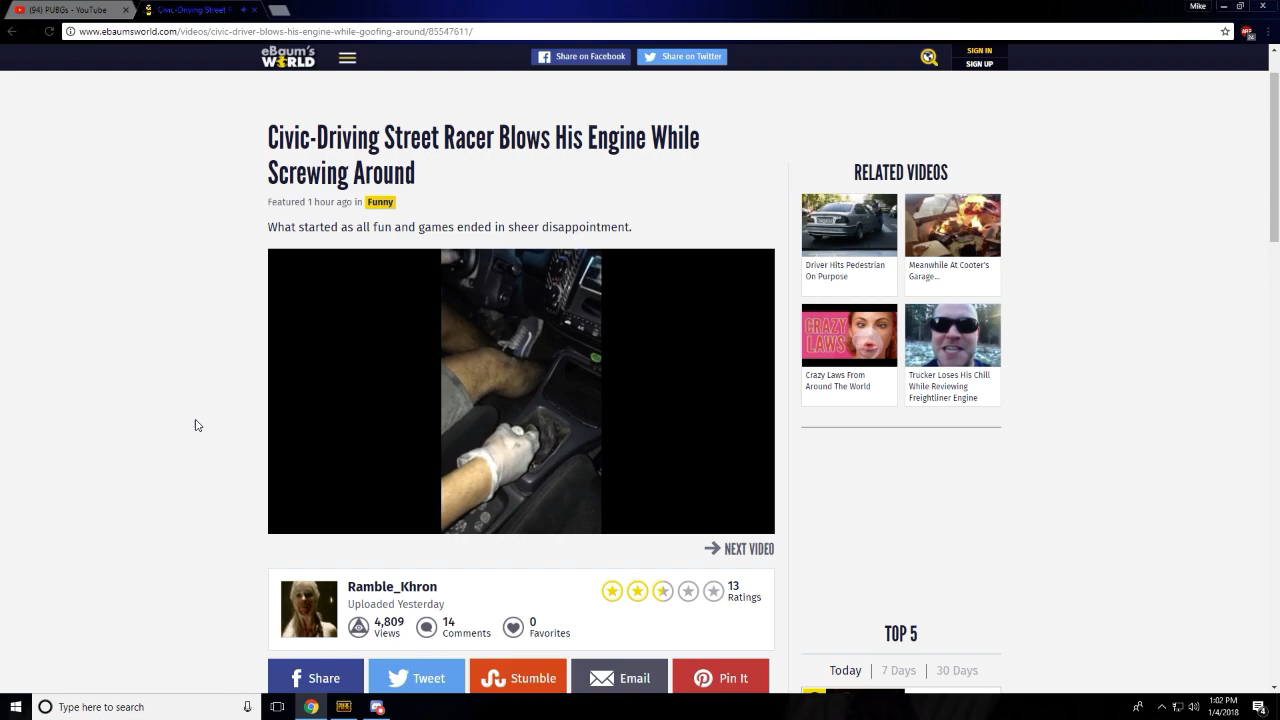 (94) PUBGs - YouTube
Civic-Driving Street R
Mike
www.ebaumsworld.com/videos/civic-driver-blows-his-engine-while-goofing-around/85547611/
eBaum's
WORLD
Share on Facebook
Share on Twitter
SIGN IN
SIGN UP
Civic-Driving Street Racer Blows His Engine While
Screwing Around
Featured 1 hour ago in Funny
What started as all fun and games ended in sheer disappointment.
NEXT VIDEO
Ramble_Khron
Uploaded Yesterday
4,809
Views
14
Comments
0
Favorites
13
Ratings
Share
Tweet
Stumble
Email
Pin It
RELATED VIDEOS
Driver Hits Pedestrian
On Purpose
Meanwhile At Cooter's
Garage...
CRAZY
LAWS
Crazy Laws From
Around The World
Trucker Loses His Chill
While Reviewing
Freightliner Engine
TOP 5
Today
7 Days
30 Days
Type here to search
1:02 PM
1/4/2018